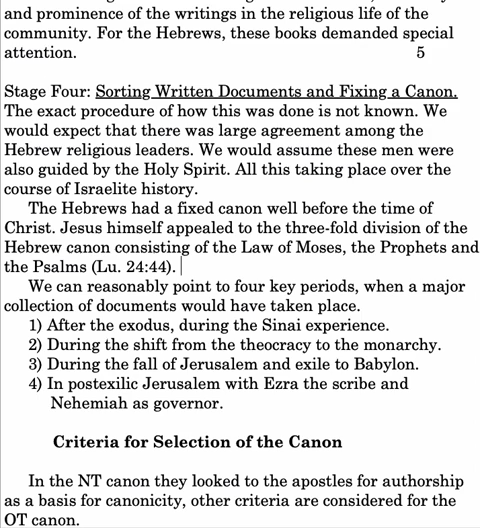 and prominence of the writings in the religious life of the
community. For the Hebrews, these books demanded special
attention. 5
Stage Four: Sorting Written Documents and Fixing a Canon.
The exact procedure of how this was done is not known. We
would expect that there was large agreement among the
Hebrew religious leaders. We would assume these men were
also guided by the Holy Spirit. All this taking place over the
course of Israelite history.
The Hebrews had a fixed canon well before the time of
Christ. Jesus himself appealed to the three-fold division of the
Hebrew canon consisting of the Law of Moses, the Prophets and
the Psalms (Lu. 24:44).
We can reasonably point to four key periods, when a major
collection of documents would have taken place.
1) After the exodus, during the Sinai experience.
2) During the shift from the theocracy to the monarchy.
3) During the fall of Jerusalem and exile to Babylon.
4) In postexilic Jerusalem with Ezra the scribe and
Nehemiah as governor.
Criteria for Selection of the Canon
In the NT canon they looked to the apostles for authorship
as a basis for canonicity, other criteria are considered for the
OT canon.